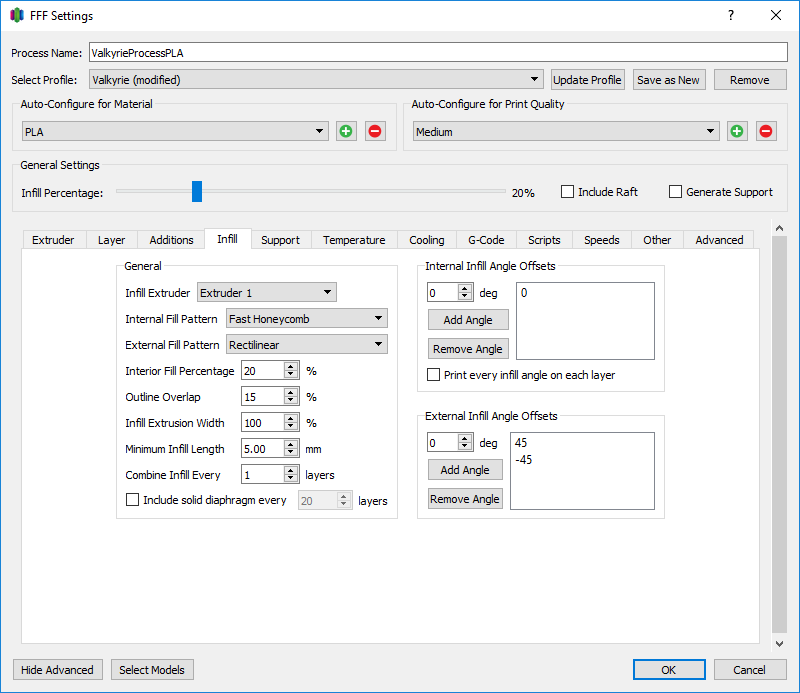 FFF Settings ?
Process Name: ValkyrieProcessPLA
Select Profile: Valkyrie (modified) Update Profile Save as New Remove
Auto-Configure for Material Auto-Configure for Print Quality
PLA Medium
General Settings
Infill Percentage: 20% Include Raft Generate Support
Extruder Layer Additions Infill Support Temperature Cooling G-Code Scripts Speeds Other Advanced
General
Infill Extruder Extruder 1
Internal Fill Pattern Fast Honeycomb
External Fill Pattern Rectilinear
Interior Fill Percentage 20 %
Outline Overlap 15 %
Infill Extrusion Width 100 %
Minimum Infill Length 5.00 mm
Combine Infill Every 1 layers
Include solid diaphragm every 20 layers
Internal Infill Angle Offsets
0 deg 0
Add Angle
Remove Angle
Print every infill angle on each layer
External Infill Angle Offsets
0 deg 45
-45
Add Angle
Remove Angle
Hide Advanced Select Models OK Cancel